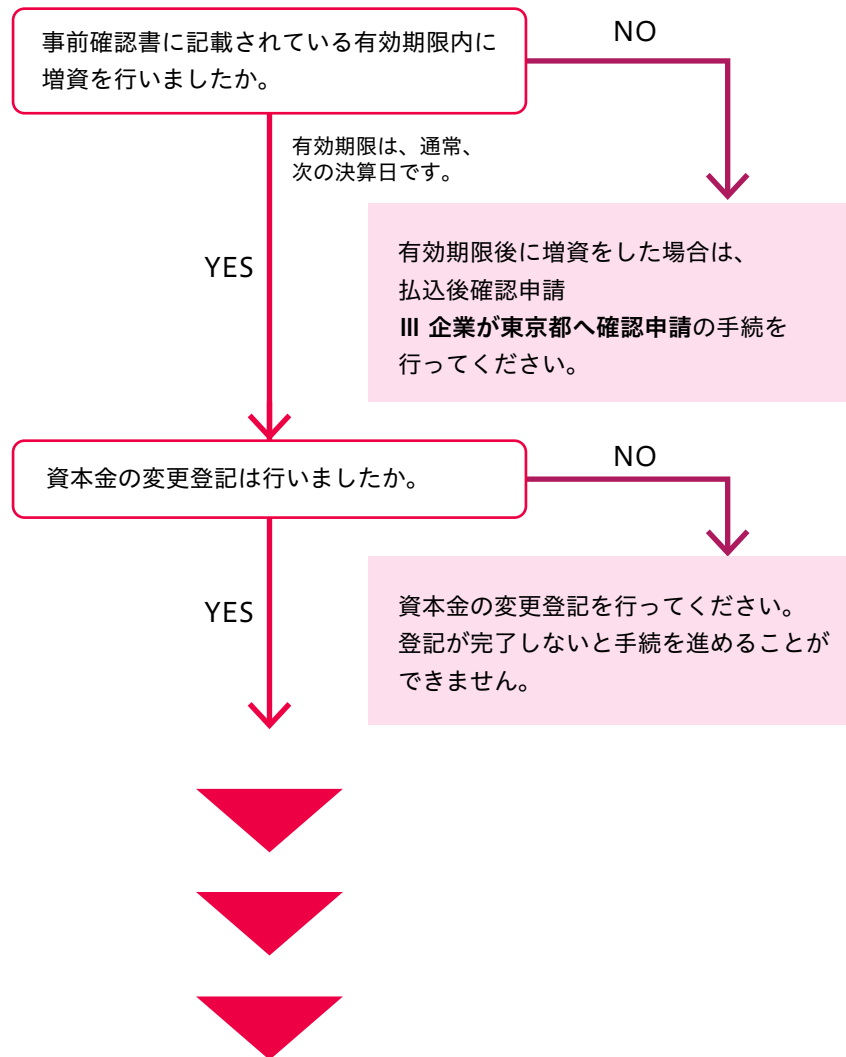 事前確認書に記載されている有効期限内に
増資を行いましたか。
NO
有効期限は、通常、
次の決算日です。
YES
有効期限後に増資をした場合は、
払込後確認申請
III 企業が東京都へ確認申請の手続を
行ってください。
資本金の変更登記は行いましたか。
NO
YES
資本金の変更登記を行ってください。
登記が完了しないと手続を進めることが
できません。